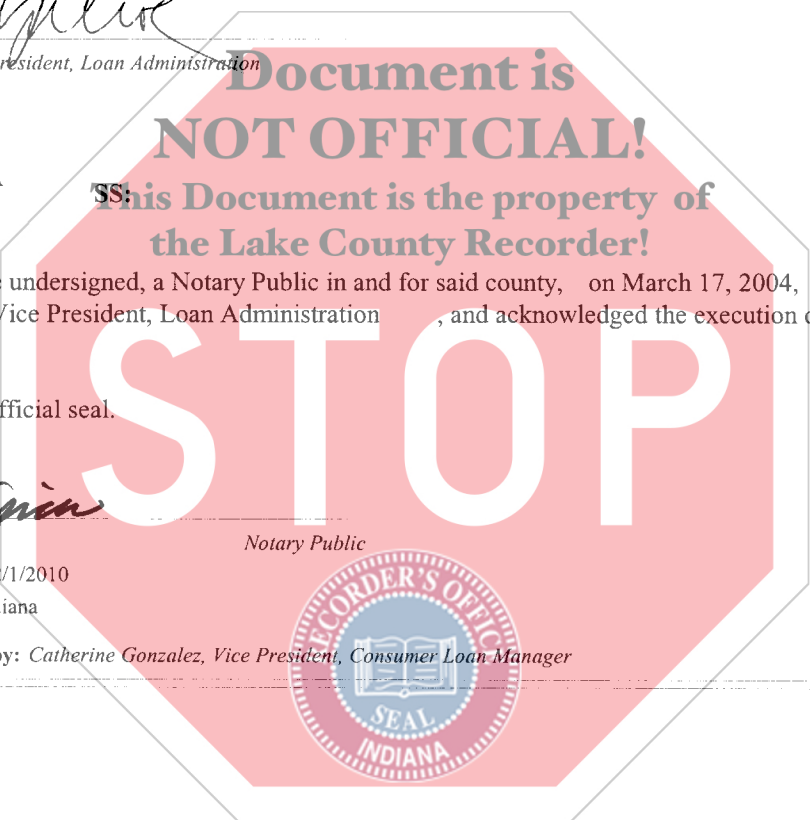 resident, Loan Administration
Document is
NOT OFFICIAL!
SS:
This Document is the property of
the Lake County Recorder!
undersigned, a Notary Public in and for said county, on March 17, 2004,
Vice President, Loan Administration , and acknowledged the execution
fficial seal.
STOP
Notary Public
/1/2010
iana
y: Catherine Gonzalez, Vice President, Consumer Loan Manager
RECORDER'S OFFICE
SEAL
INDIANA